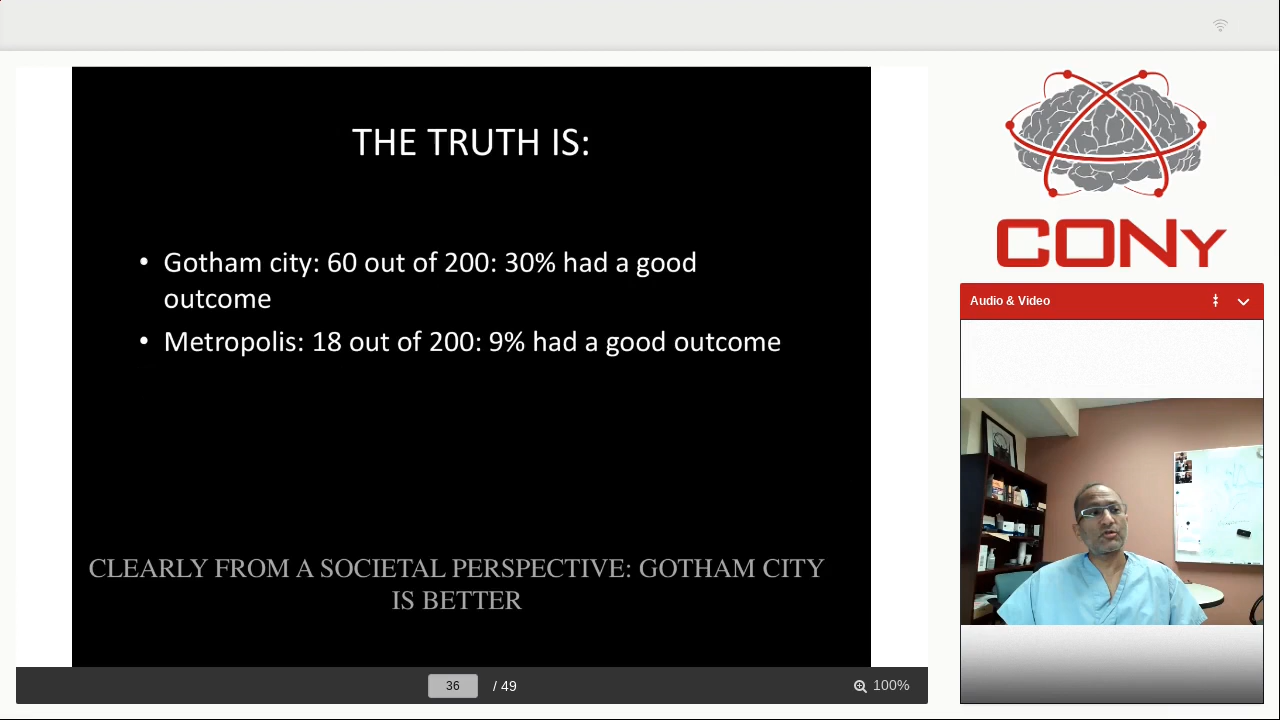 THE TRUTH IS:
• Gotham city: 60 out of 200: 30% had a good
outcome
• Metropolis: 18 out of 200: 9% had a good outcome
CLEARLY FROM A SOCIETAL PERSPECTIVE: GOTHAM CITY
IS BETTER
36 / 49
100%
CONy
Audio & Video